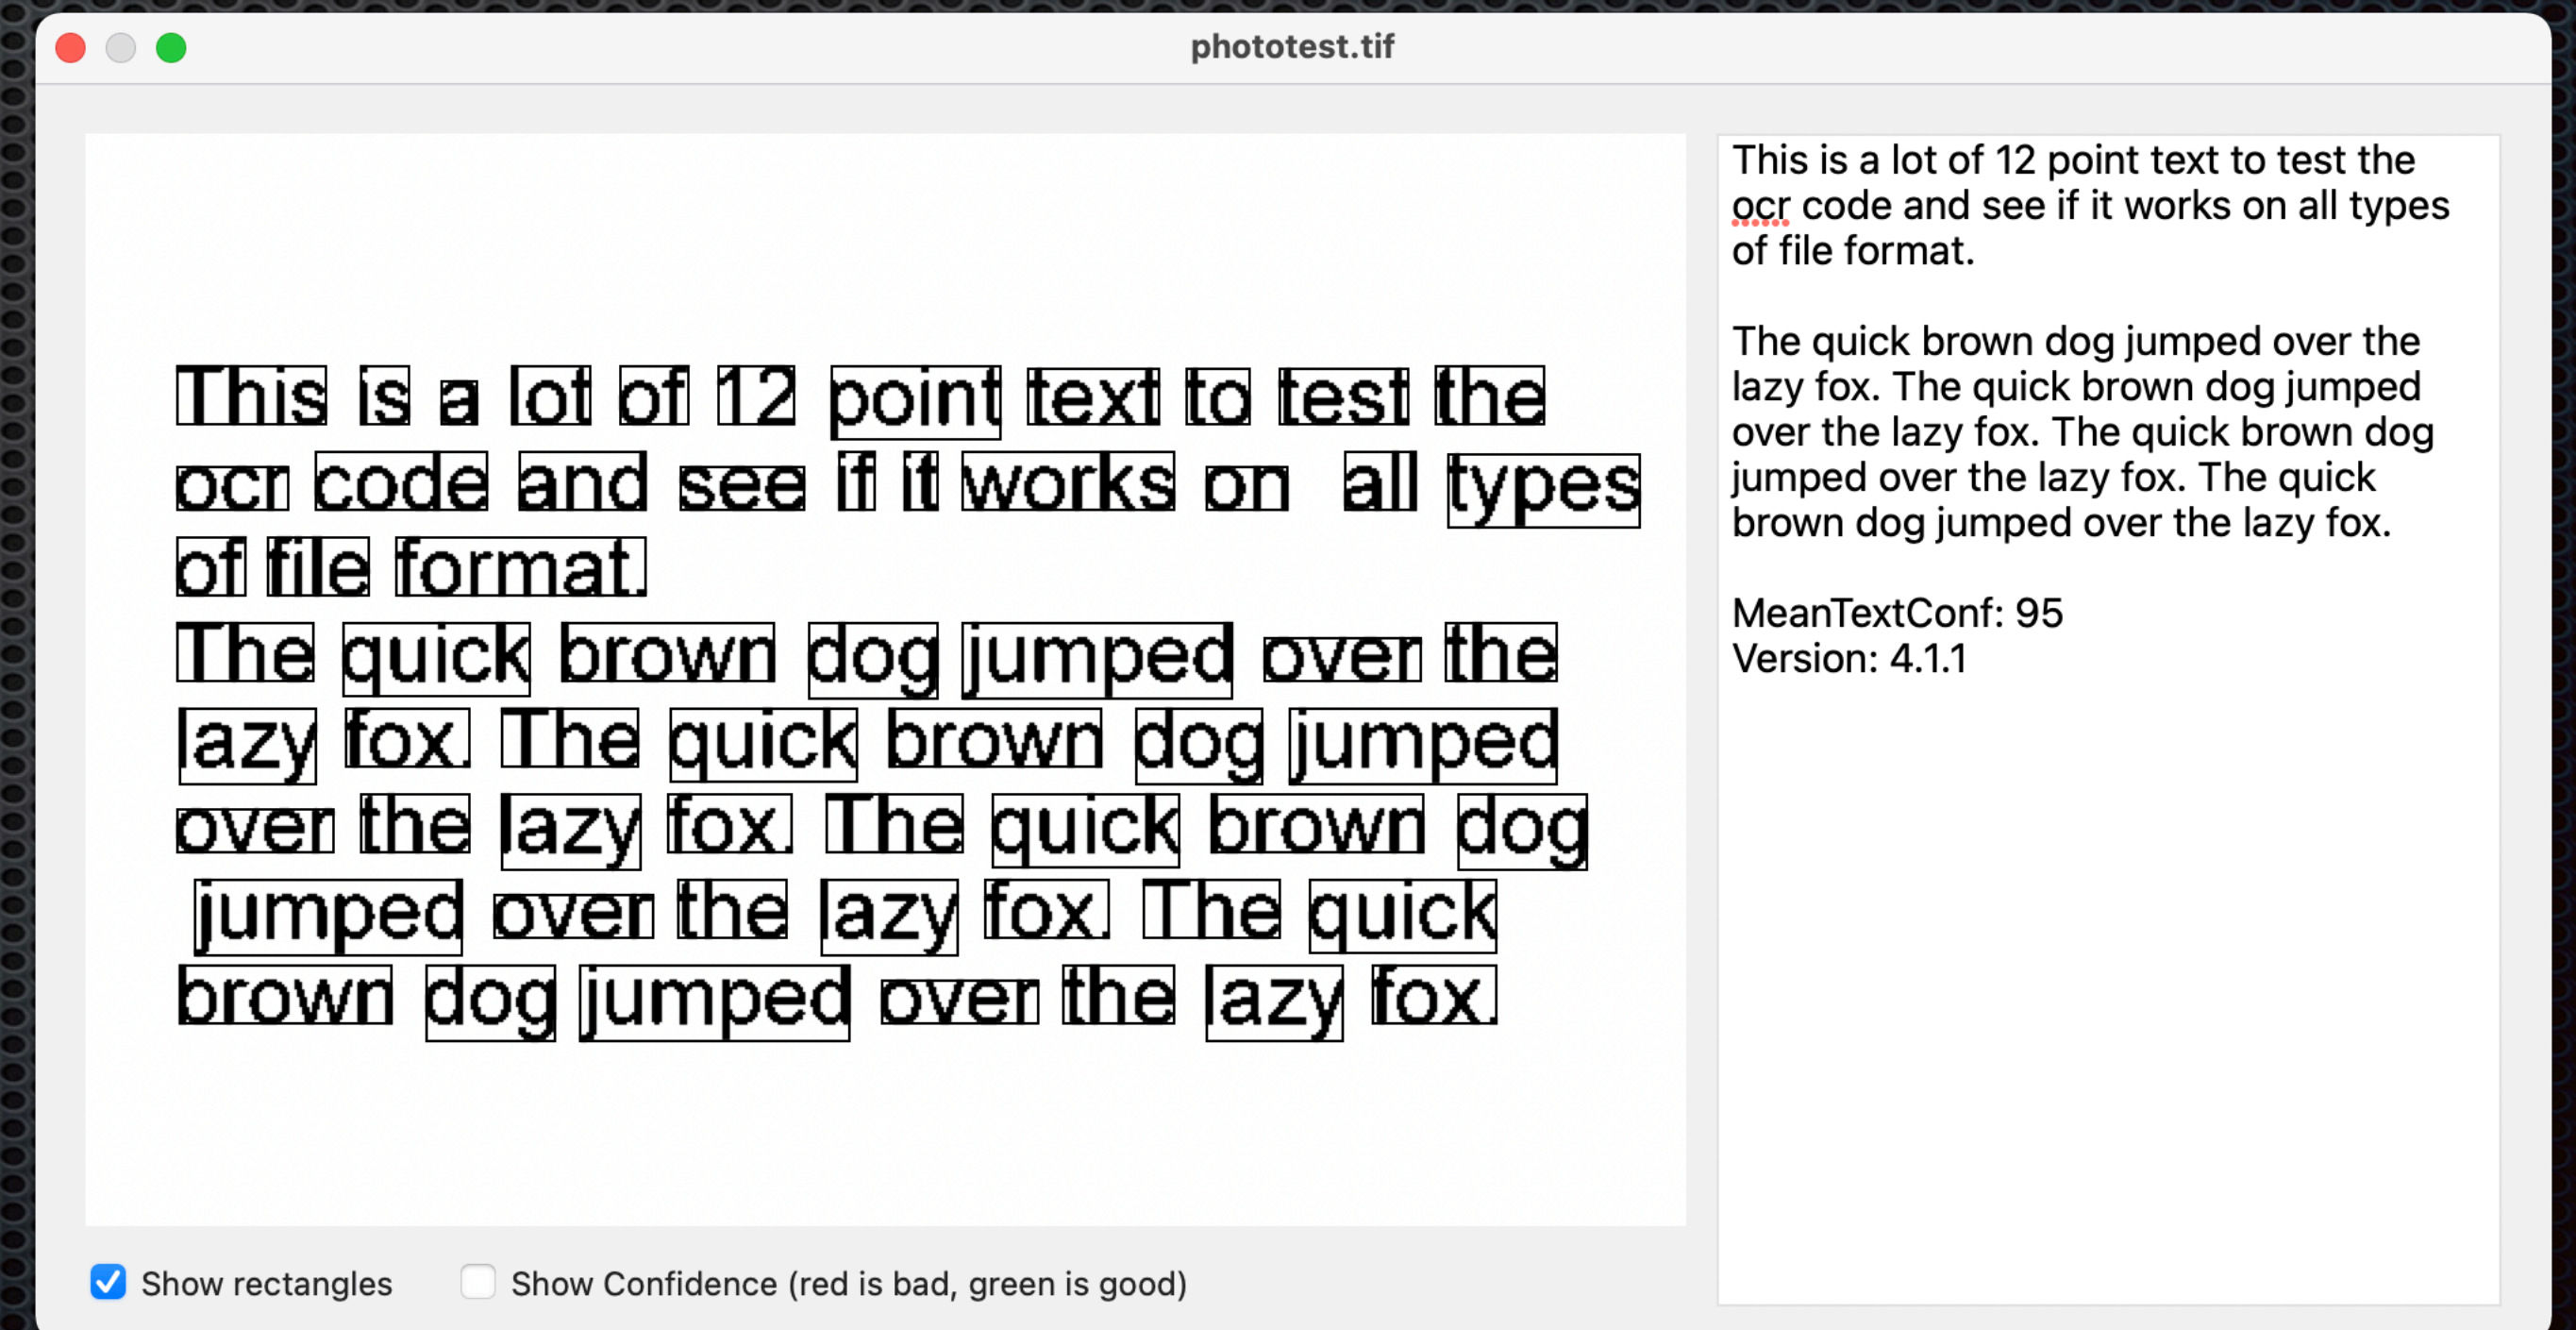 phototest.tif
This is a lot of 12 point text to test the
ocr code and see if it works on all types
of file format.
The quick brown dog jumped over the
lazy fox. The quick brown dog jumped
over the lazy fox. The quick brown dog
jumped over the lazy fox. The quick
brown dog jumped over the lazy fox.
This is a lot of 12 point text to test the
ocr code and see if it works on all types
of file format.
The quick brown dog jumped over the
lazy fox. The quick brown dog jumped
over the lazy fox. The quick brown dog
jumped over the lazy fox. The quick
brown dog jumped over the lazy fox.
MeanTextConf: 95
Version: 4.1.1
Show rectangles
Show Confidence (red is bad, green is good)